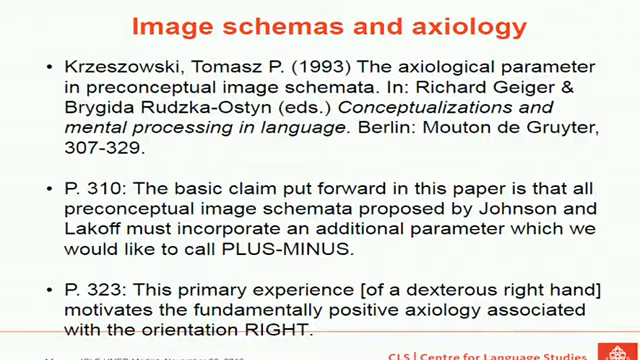 Image schemas and axiology
• Krzeszowski, Tomasz P. (1993) The axiological parameter
in preconceptual image schemata. In: Richard Geiger &
Brygida Rudzka-Ostyn (eds.) Conceptualizations and
mental processing in language. Berlin: Mouton de Gruyter,
307-329.
• P. 310: The basic claim put forward in this paper is that all
preconceptual image schemata proposed by Johnson and
Lakoff must incorporate an additional parameter which we
would like to call PLUS-MINUS.
• P. 323: This primary experience [of a dexterous right hand]
motivates the fundamentally positive axiology associated
with the orientation RIGHT.
CLS | Centre for Language Studies